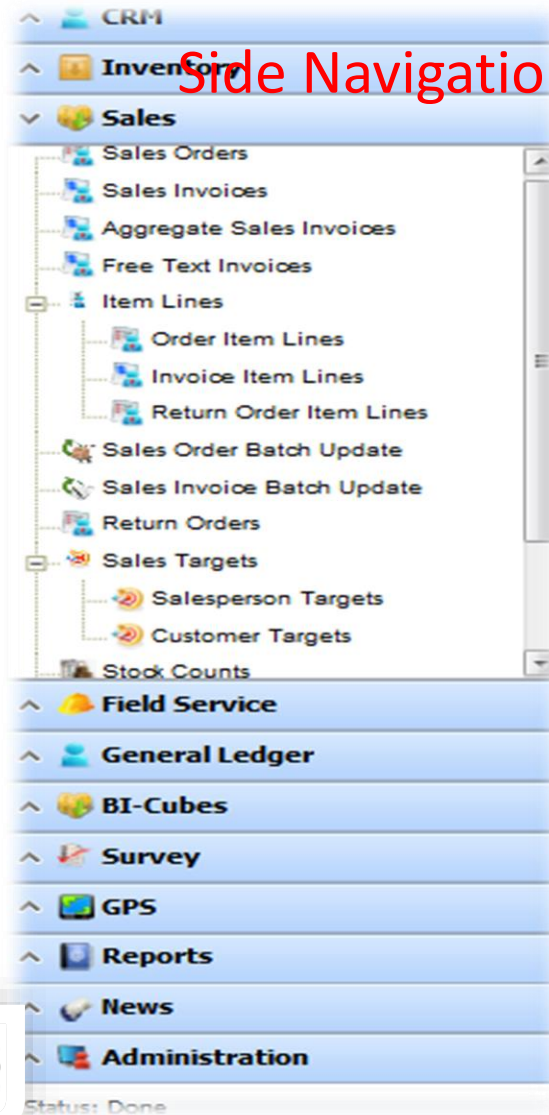 CRM
Inventory
Side Navigatio
Sales
Sales Orders
Sales Invoices
Aggregate Sales Invoices
Free Text Invoices
Item Lines
Order Item Lines
Invoice Item Lines
Return Order Item Lines
Sales Order Batch Update
Sales Invoice Batch Update
Return Orders
Sales Targets
Salesperson Targets
Customer Targets
Stock Counts
Field Service
General Ledger
BI-Cubes
Survey
GPS
Reports
News
Administration
Status: Done